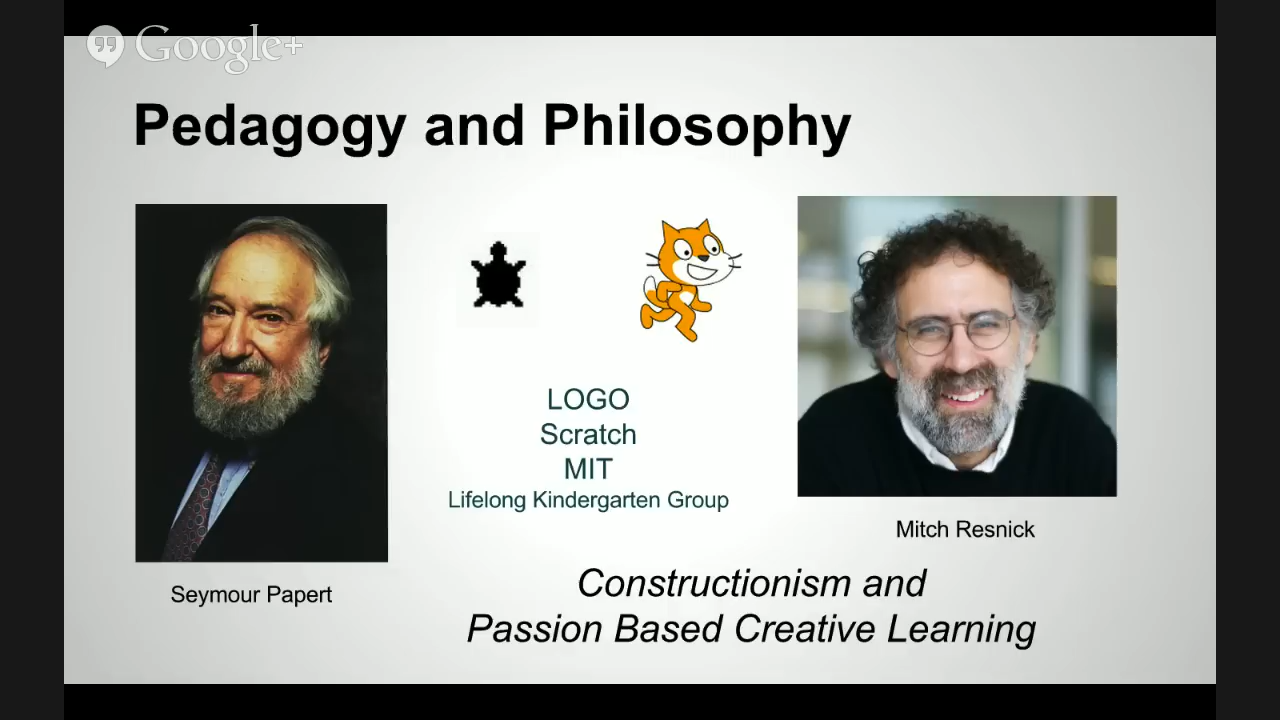 Google+
Pedagogy and Philosophy
LOGO
Scratch
MIT
Lifelong Kindergarten Group
Mitch Resnick
Seymour Papert
Constructionism and
Passion Based Creative Learning